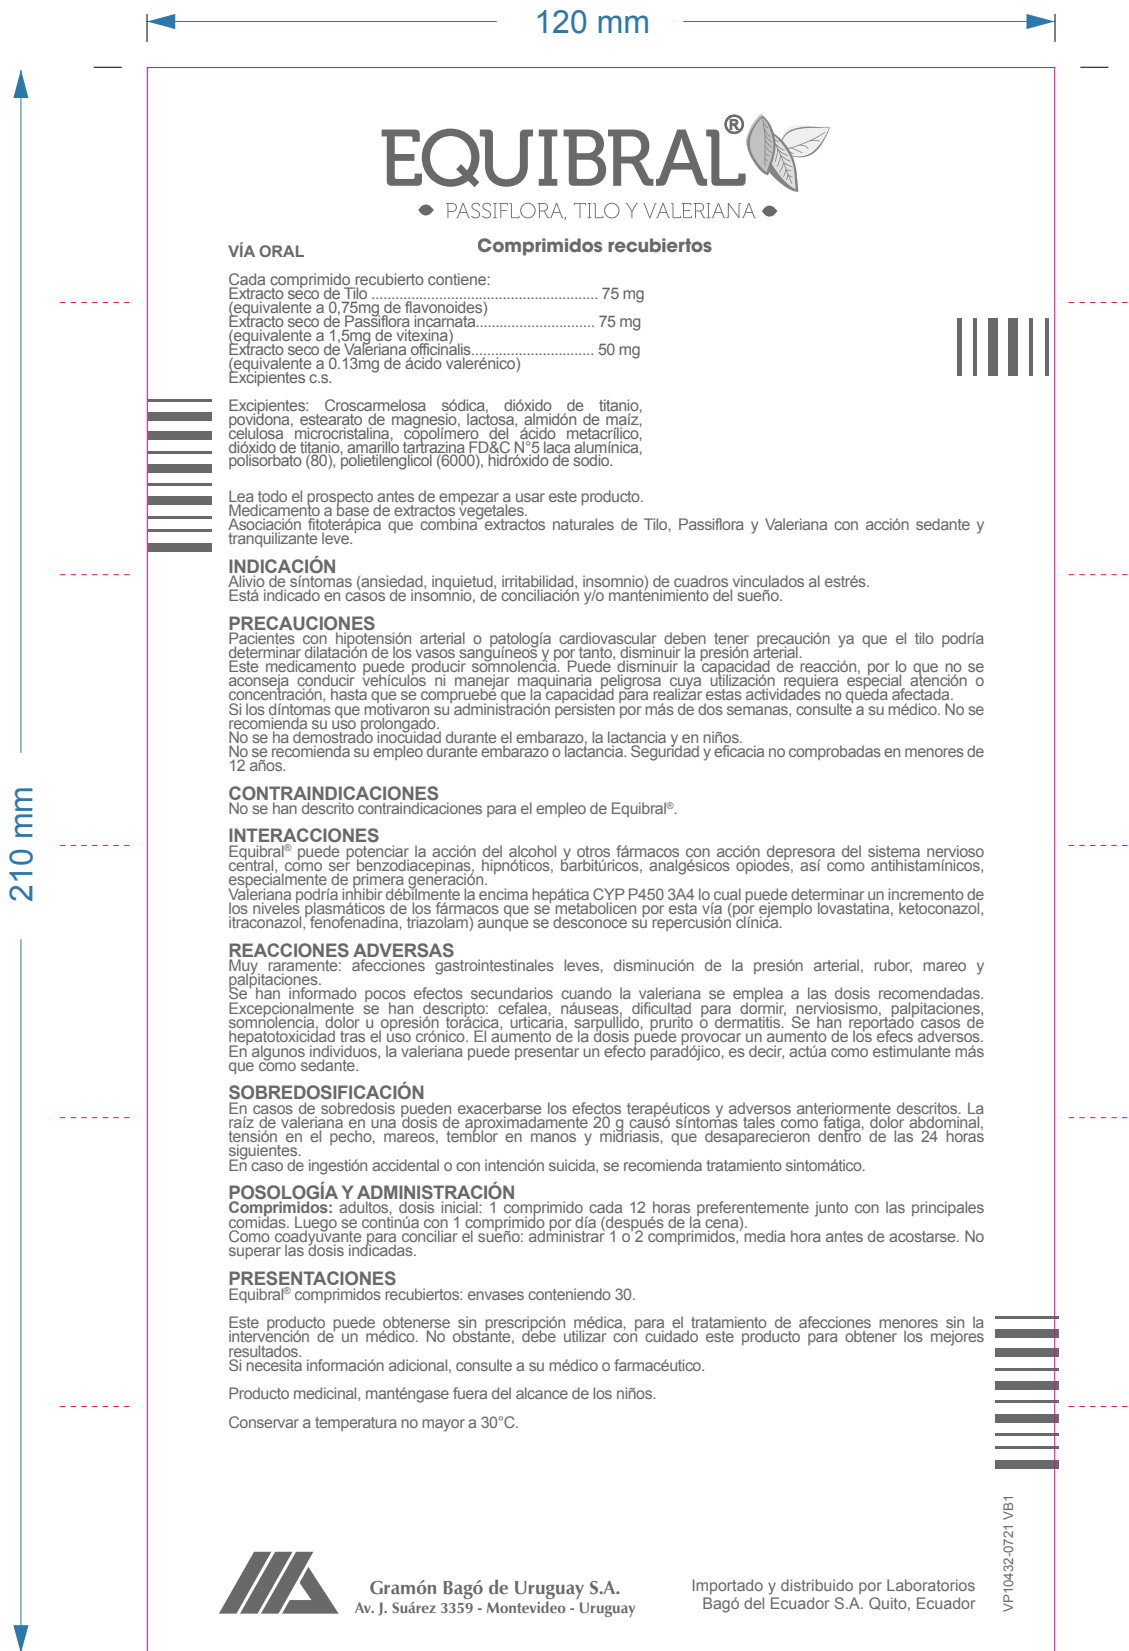 120 mm
210 mm
EQUIBRAL®
PASSIFLORA, TILO Y VALERIANA
VÍA ORAL
Comprimidos recubiertos
Cada comprimido recubierto contiene:
Extracto seco de Tilo ......................................................... 75 mg
(equivalente a 0,75mg de flavonoides)
Extracto seco de Passiflora incarnata.............................. 75 mg
(equivalente a 1,5mg de vitexina)
Extracto seco de Valeriana officinalis............................... 50 mg
(equivalente a 0.13mg de ácido valerénico)
Excipientes c.s.
Excipientes: Croscarmelosa sódica, dióxido de titanio,
povidona, estearato de magnesio, lactosa, almidón de maíz,
celulosa microcristalina, copolímero del ácido metacrílico,
dióxido de titanio, amarillo tartrazina FD&C N°5 laca alumínica,
polisorbato (80), polietilenglicol (6000), hidróxido de sodio.
Lea todo el prospecto antes de empezar a usar este producto.
Medicamento a base de extractos vegetales.
Asociación fitoterápica que combina extractos naturales de Tilo, Passiflora y Valeriana con acción sedante y
tranquilizante leve.
INDICACIÓN
Alivio de síntomas (ansiedad, inquietud, irritabilidad, insomnio) de cuadros vinculados al estrés.
Está indicado en casos de insomnio, de conciliación y/o mantenimiento del sueño.
PRECAUCIONES
Pacientes con hipotensión arterial o patología cardiovascular deben tener precaución ya que el tilo podría
determinar dilatación de los vasos sanguíneos y por tanto, disminuir la presión arterial.
Este medicamento puede producir somnolencia. Puede disminuir la capacidad de reacción, por lo que no se
aconseja conducir vehículos ni manejar maquinaria peligrosa cuya utilización requiera especial atención o
concentración, hasta que se compruebe que la capacidad para realizar estas actividades no queda afectada.
Si los díntomas que motivaron su administración persisten por más de dos semanas, consulte a su médico. No se
recomienda su uso prolongado.
No se ha demostrado inocuidad durante el embarazo, la lactancia y en niños.
No se recomienda su empleo durante embarazo o lactancia. Seguridad y eficacia no comprobadas en menores de
12 años.
CONTRAINDICACIONES
No se han descrito contraindicaciones para el empleo de Equibral®.
INTERACCIONES
Equibral® puede potenciar la acción del alcohol y otros fármacos con acción depresora del sistema nervioso
central, como ser benzodiacepinas, hipnóticos, barbitúricos, analgésicos opiodes, así como antihistamínicos,
especialmente de primera generación.
Valeriana podría inhibir débilmente la encima hepática CYP P450 3A4 lo cual puede determinar un incremento de
los niveles plasmáticos de los fármacos que se metabolicen por esta vía (por ejemplo lovastatina, ketoconazol,
itraconazol, fenofenadina, triazolam) aunque se desconoce su repercusión clínica.
REACCIONES ADVERSAS
Muy raramente: afecciones gastrointestinales leves, disminución de la presión arterial, rubor, mareo y
palpitaciones.
Se han informado pocos efectos secundarios cuando la valeriana se emplea a las dosis recomendadas.
Excepcionalmente se han descripto: cefalea, náuseas, dificultad para dormir, nerviosismo, palpitaciones,
somnolencia, dolor u opresión torácica, urticaria, sarpullido, prurito o dermatitis. Se han reportado casos de
hepatotoxicidad tras el uso crónico. El aumento de la dosis puede provocar un aumento de los efecs adversos.
En algunos individuos, la valeriana puede presentar un efecto paradójico, es decir, actúa como estimulante más
que como sedante.
SOBREDOSIFICACIÓN
En casos de sobredosis pueden exacerbarse los efectos terapéuticos y adversos anteriormente descritos. La
raíz de valeriana en una dosis de aproximadamente 20 g causó síntomas tales como fatiga, dolor abdominal,
tensión en el pecho, mareos, temblor en manos y midriasis, que desaparecieron dentro de las 24 horas
siguientes.
En caso de ingestión accidental o con intención suicida, se recomienda tratamiento sintomático.
POSOLOGÍA Y ADMINISTRACIÓN
Comprimidos: adultos, dosis inicial: 1 comprimido cada 12 horas preferentemente junto con las principales
comidas. Luego se continúa con 1 comprimido por día (después de la cena).
Como coadyuvante para conciliar el sueño: administrar 1 o 2 comprimidos, media hora antes de acostarse. No
superar las dosis indicadas.
PRESENTACIONES
Equibral® comprimidos recubiertos: envases conteniendo 30.
Este producto puede obtenerse sin prescripción médica, para el tratamiento de afecciones menores sin la
intervención de un médico. No obstante, debe utilizar con cuidado este producto para obtener los mejores
resultados.
Si necesita información adicional, consulte a su médico o farmacéutico.
Producto medicinal, manténgase fuera del alcance de los niños.
Conservar a temperatura no mayor a 30°C.
VP10432-0721 VB1
Gramón Bagó de Uruguay S.A.
Av. J. Suárez 3359 - Montevideo - Uruguay
Importado y distribuido por Laboratorios
Bagó del Ecuador S.A. Quito, Ecuador